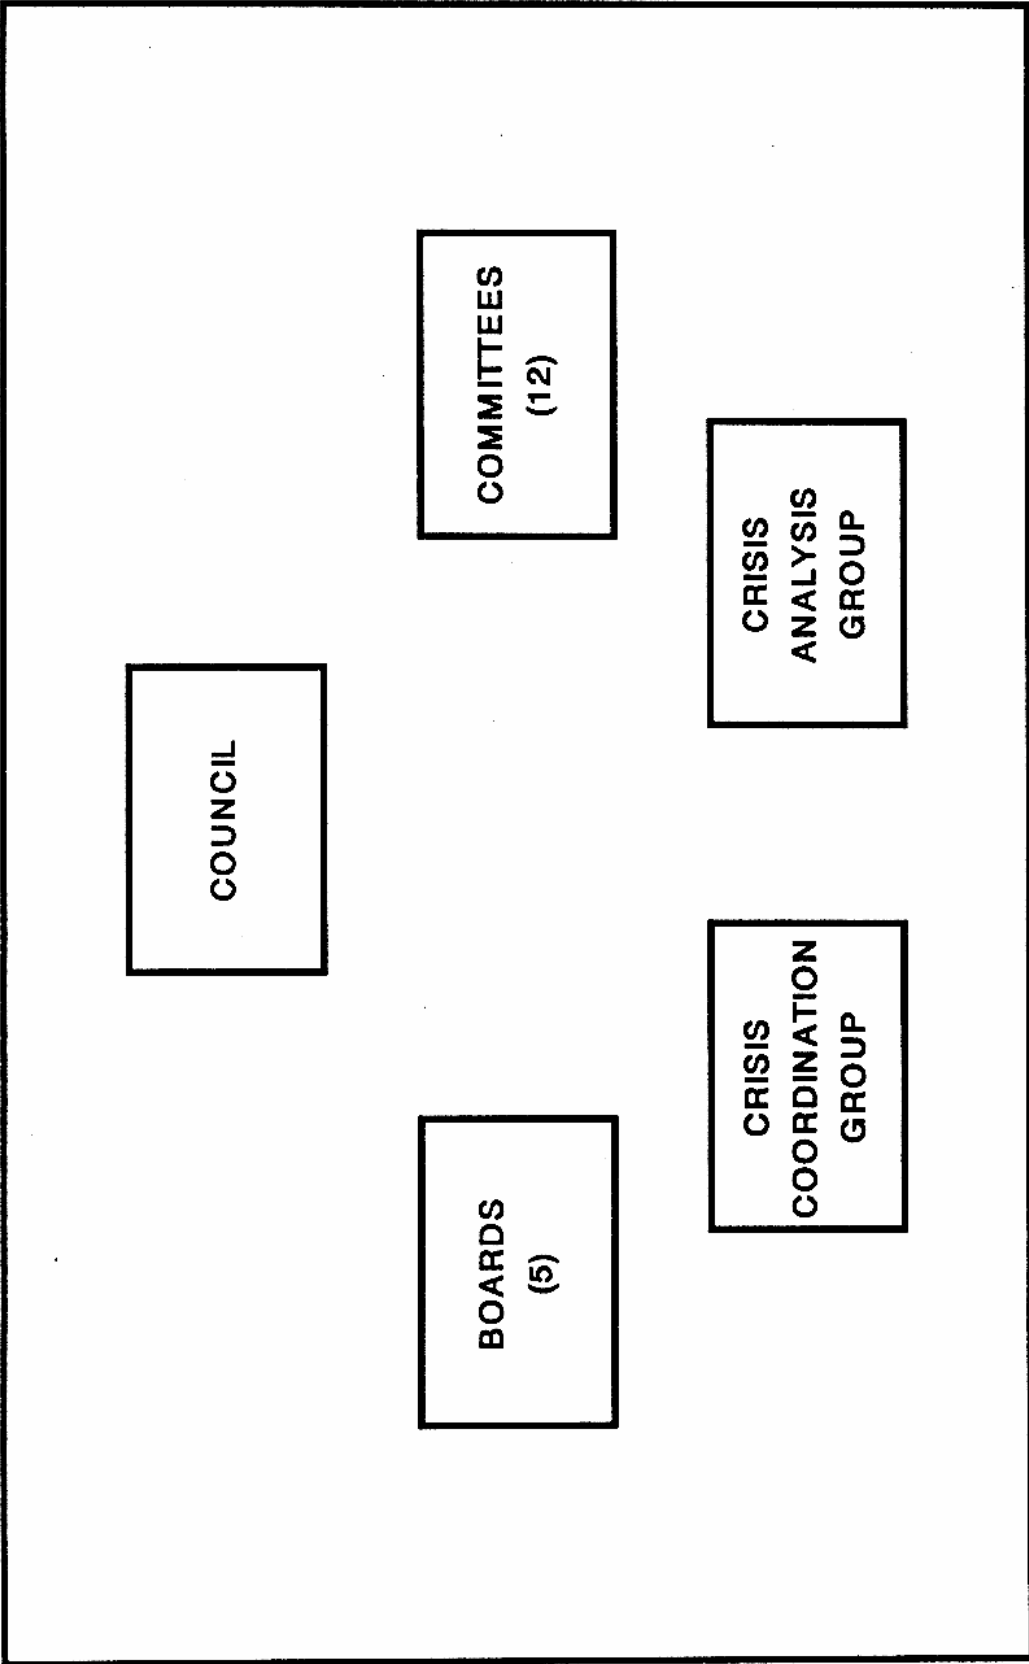 COUNCIL
BOARDS
(5)
COMMITTEES
(12)
CRISIS
COORDINATION
GROUP
CRISIS
ANALYSIS
GROUP